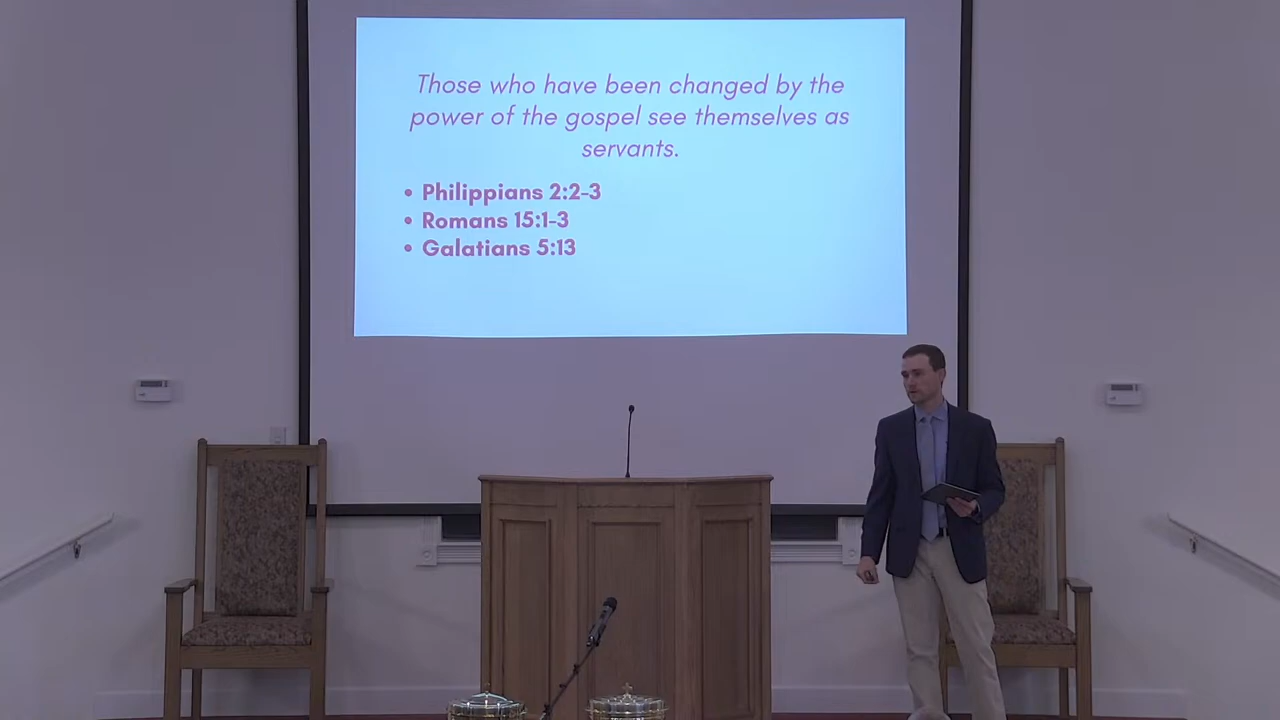 Those who have been changed by the
power of the gospel see themselves as
servants.
• Philippians 2:2-3
• Romans 15:1-3
• Galatians 5:13